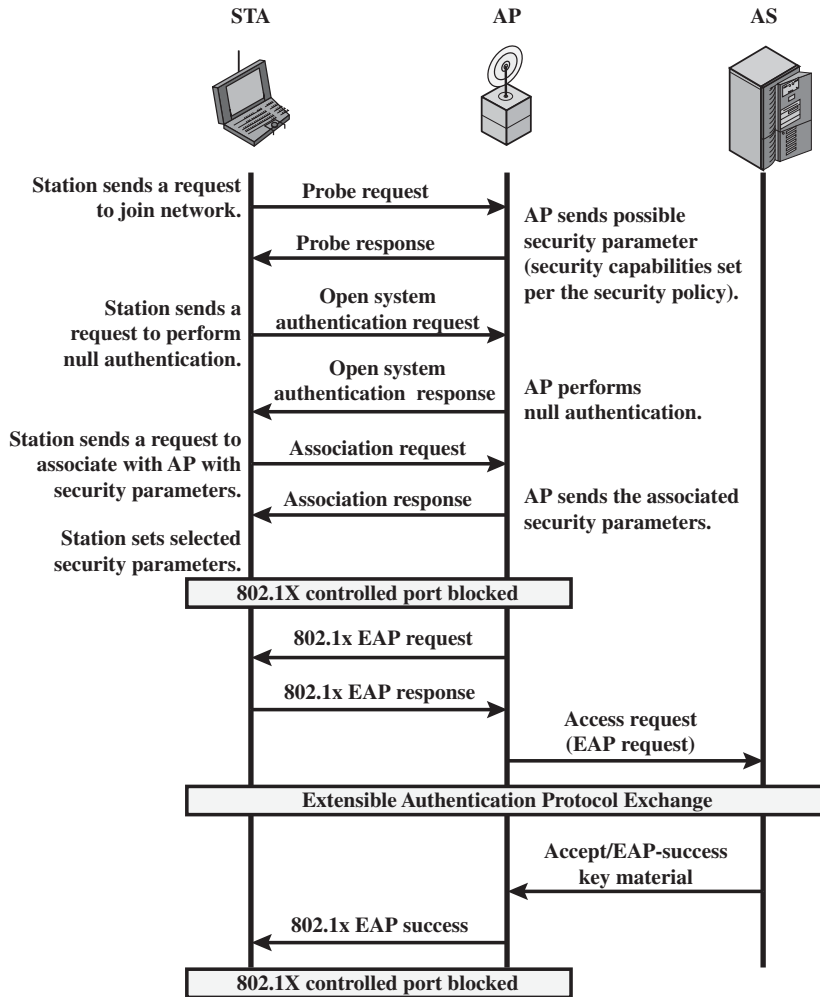 STA
AP
AS
Station sends a request
to join network.
Probe request
Probe response
AP sends possible
security parameter
(security capabilities set
per the security policy).
Station sends a
request to perform
null authentication.
Open system
authentication request
Open system
authentication response
AP performs
null authentication.
Station sends a request to
associate with AP with
security parameters.
Association request
Association response
AP sends the associated
security parameters.
Station sets selected
security parameters.
802.1X controlled port blocked
802.1x EAP request
802.1x EAP response
Access request
(EAP request)
Extensible Authentication Protocol Exchange
Accept/EAP-success
key material
802.1x EAP success
802.1X controlled port blocked